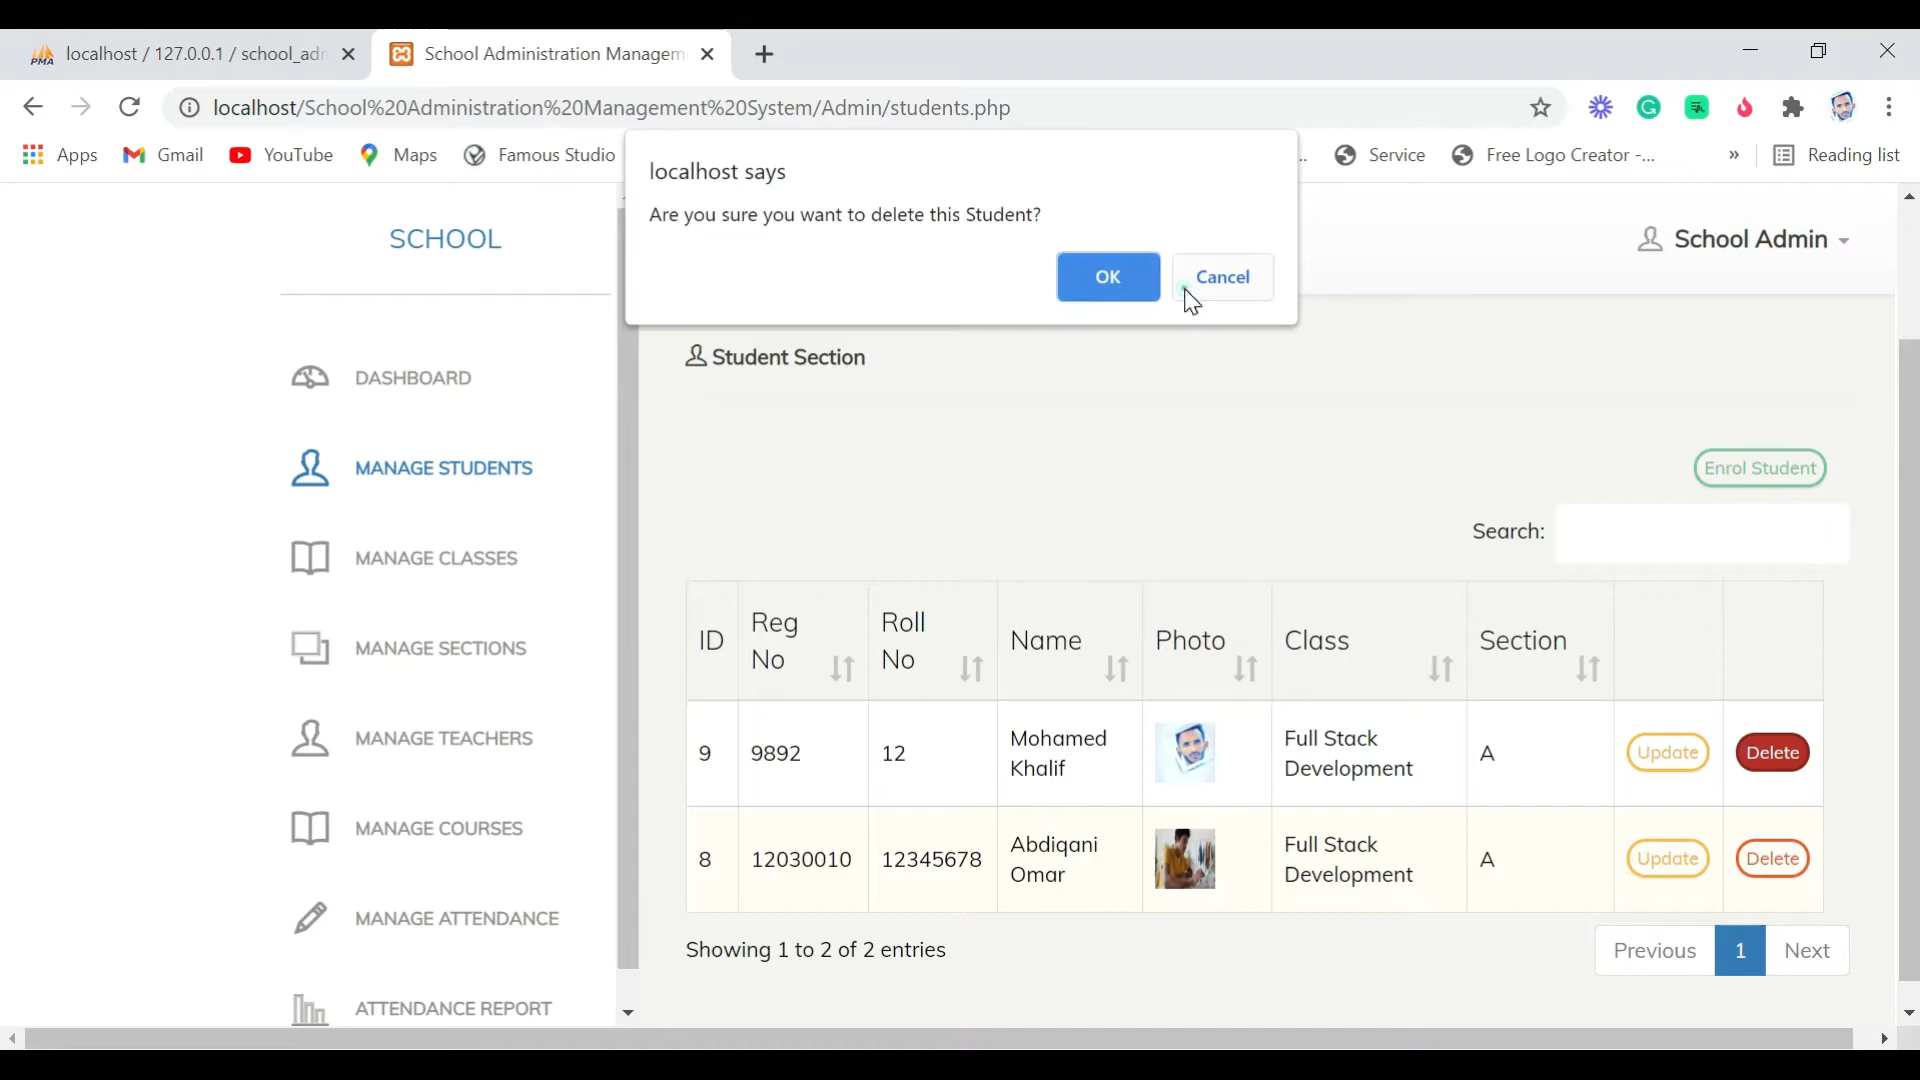 PMA localhost / 127.0.0.1 / school_adr
School Administration Managem
localhost/School%20Administration%20Management%20System/Admin/students.php
Apps
Gmail
YouTube
Maps
Famous Studio
...
Service
Free Logo Creator -...
»
Reading list
localhost says
Are you sure you want to delete this Student?
OK
Cancel
SCHOOL
School Admin
DASHBOARD
MANAGE STUDENTS
MANAGE CLASSES
MANAGE SECTIONS
MANAGE TEACHERS
MANAGE COURSES
MANAGE ATTENDANCE
ATTENDANCE REPORT
Student Section
Enrol Student
Search:
ID
Reg
No
Roll
No
Name
Photo
Class
Section
9
9892
12
Mohamed
Khalif
Full Stack
Development
A
Update
Delete
8
12030010
12345678
Abdiqani
Omar
Full Stack
Development
A
Update
Delete
Showing 1 to 2 of 2 entries
Previous
1
Next